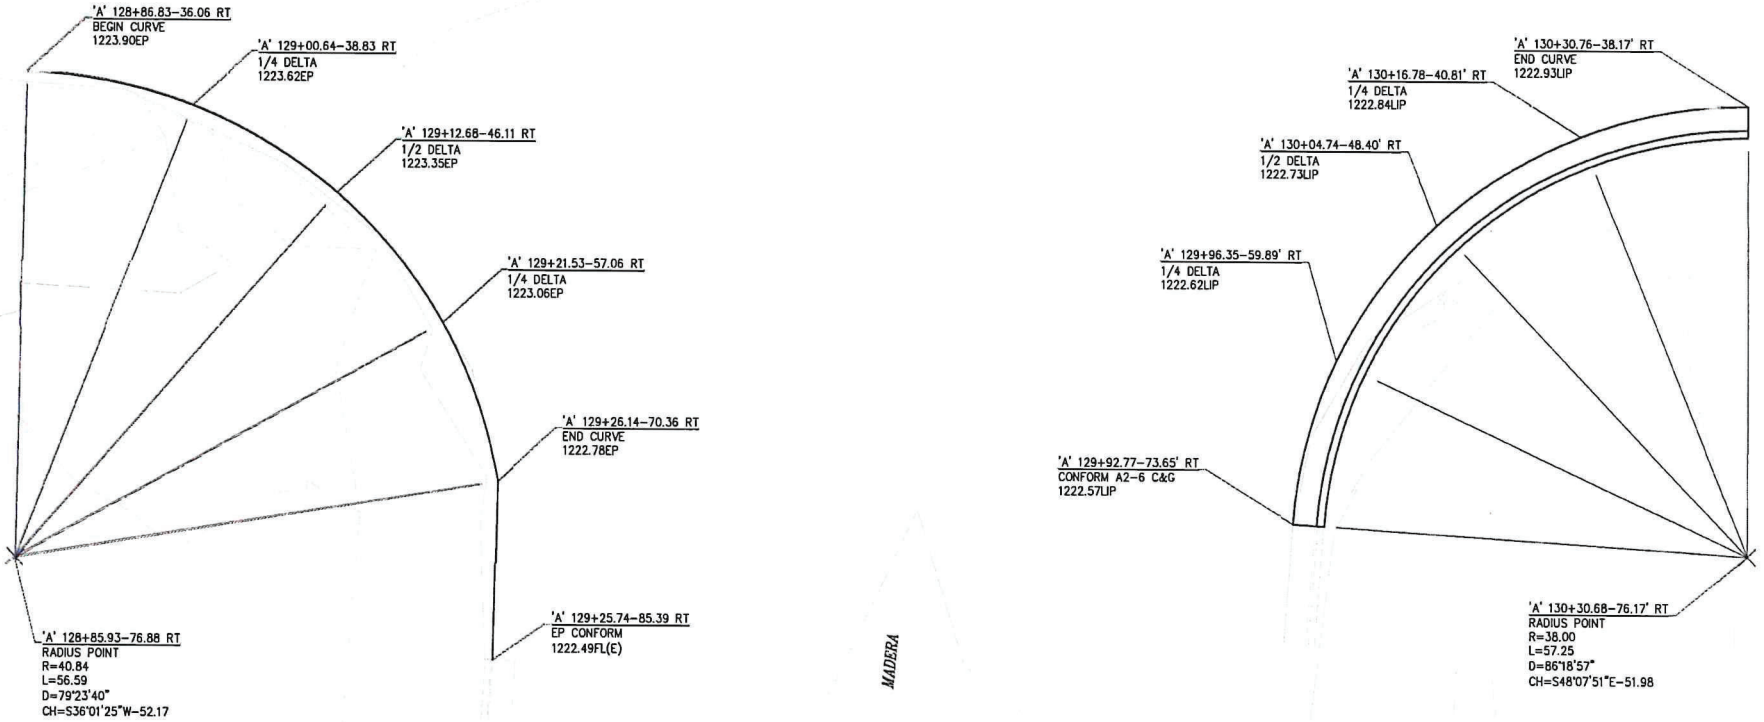 'A' 128+86.83-36.06 RT
BEGIN CURVE
1223.90EP
'A' 129+00.64-38.83 RT
1/4 DELTA
1223.62EP
'A' 129+12.68-46.11 RT
1/2 DELTA
1223.35EP
'A' 129+21.53-57.06 RT
1/4 DELTA
1223.06EP
'A' 129+26.14-70.36 RT
END CURVE
1222.78EP
'A' 129+25.74-85.39 RT
EP CONFORM
1222.49FL(E)
'A' 128+85.93-76.88 RT
RADIUS POINT
R=40.84
L=56.59
D=79°23'40"
CH=S36°01'25"W-52.17
MADERA
'A' 130+30.76-38.17' RT
END CURVE
1222.93LIP
'A' 130+16.78-40.81' RT
1/4 DELTA
1222.84LIP
'A' 130+04.74-48.40' RT
1/2 DELTA
1222.73LIP
'A' 129+96.35-59.89' RT
1/4 DELTA
1222.62LIP
'A' 129+92.77-73.65' RT
CONFORM A2-6 C&G
1222.57LIP
'A' 130+30.68-76.17' RT
RADIUS POINT
R=38.00
L=57.25
D=86°18'57"
CH=S48°07'51"E-51.98